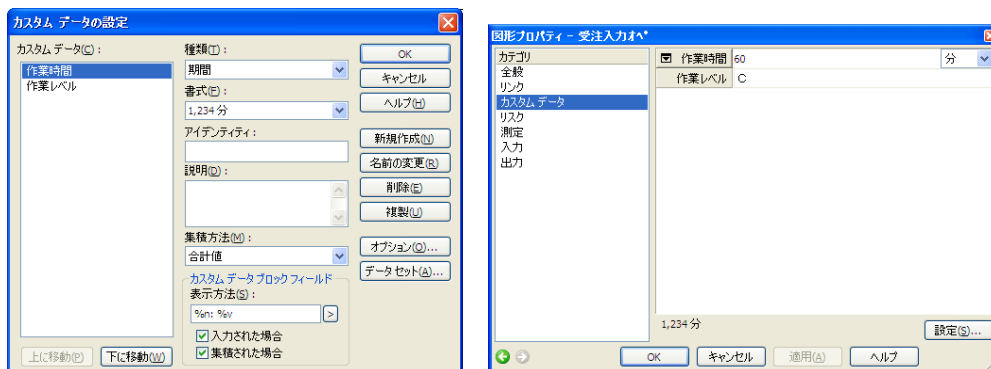 カスタム データの設定
カスタム データ(C):
作業時間
作業レベル
上に移動(P)
下に移動(W)
種類(T):
期間
書式(F):
1,234 分
アイデンティティ:
説明(D):
集積方法(M):
合計値
カスタム データ ブロック フィールド
表示方法(S):
%n: %v
>
入力された場合
集積された場合
OK
キャンセル
ヘルプ(H)
新規作成(N)
名前の変更(R)
削除(E)
複製(U)
オプション(O)...
データ セット(A)...
図形プロパティ - 受注入力オペ
カテゴリ
全般
リンク
カスタム データ
リスク
測定
入力
出力
作業時間 60 分
作業レベル C
1,234 分
設定(S)...
OK
キャンセル
適用(A)
ヘルプ